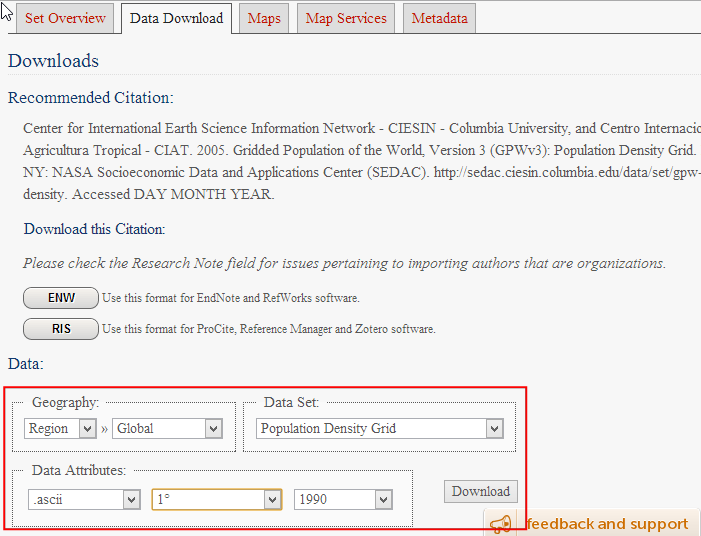 Set Overview Data Download Maps Map Services Metadata
Downloads
Recommended Citation:
Center for International Earth Science Information Network - CIESIN - Columbia University, and Centro Internacio
Agricultura Tropical - CIAT. 2005. Gridded Population of the World, Version 3 (GPWv3): Population Density Grid.
NY: NASA Socioeconomic Data and Applications Center (SEDAC). http://sedac.ciesin.columbia.edu/data/set/gpw-
density. Accessed DAY MONTH YEAR.
Download this Citation:
Please check the Research Note field for issues pertaining to importing authors that are organizations.
ENW Use this format for EndNote and RefWorks software.
RIS Use this format for ProCite, Reference Manager and Zotero software.
Data:
Geography: Data Set:
Region » Global Population Density Grid
Data Attributes:
.ascii 1° 1990 Download
feedback and support